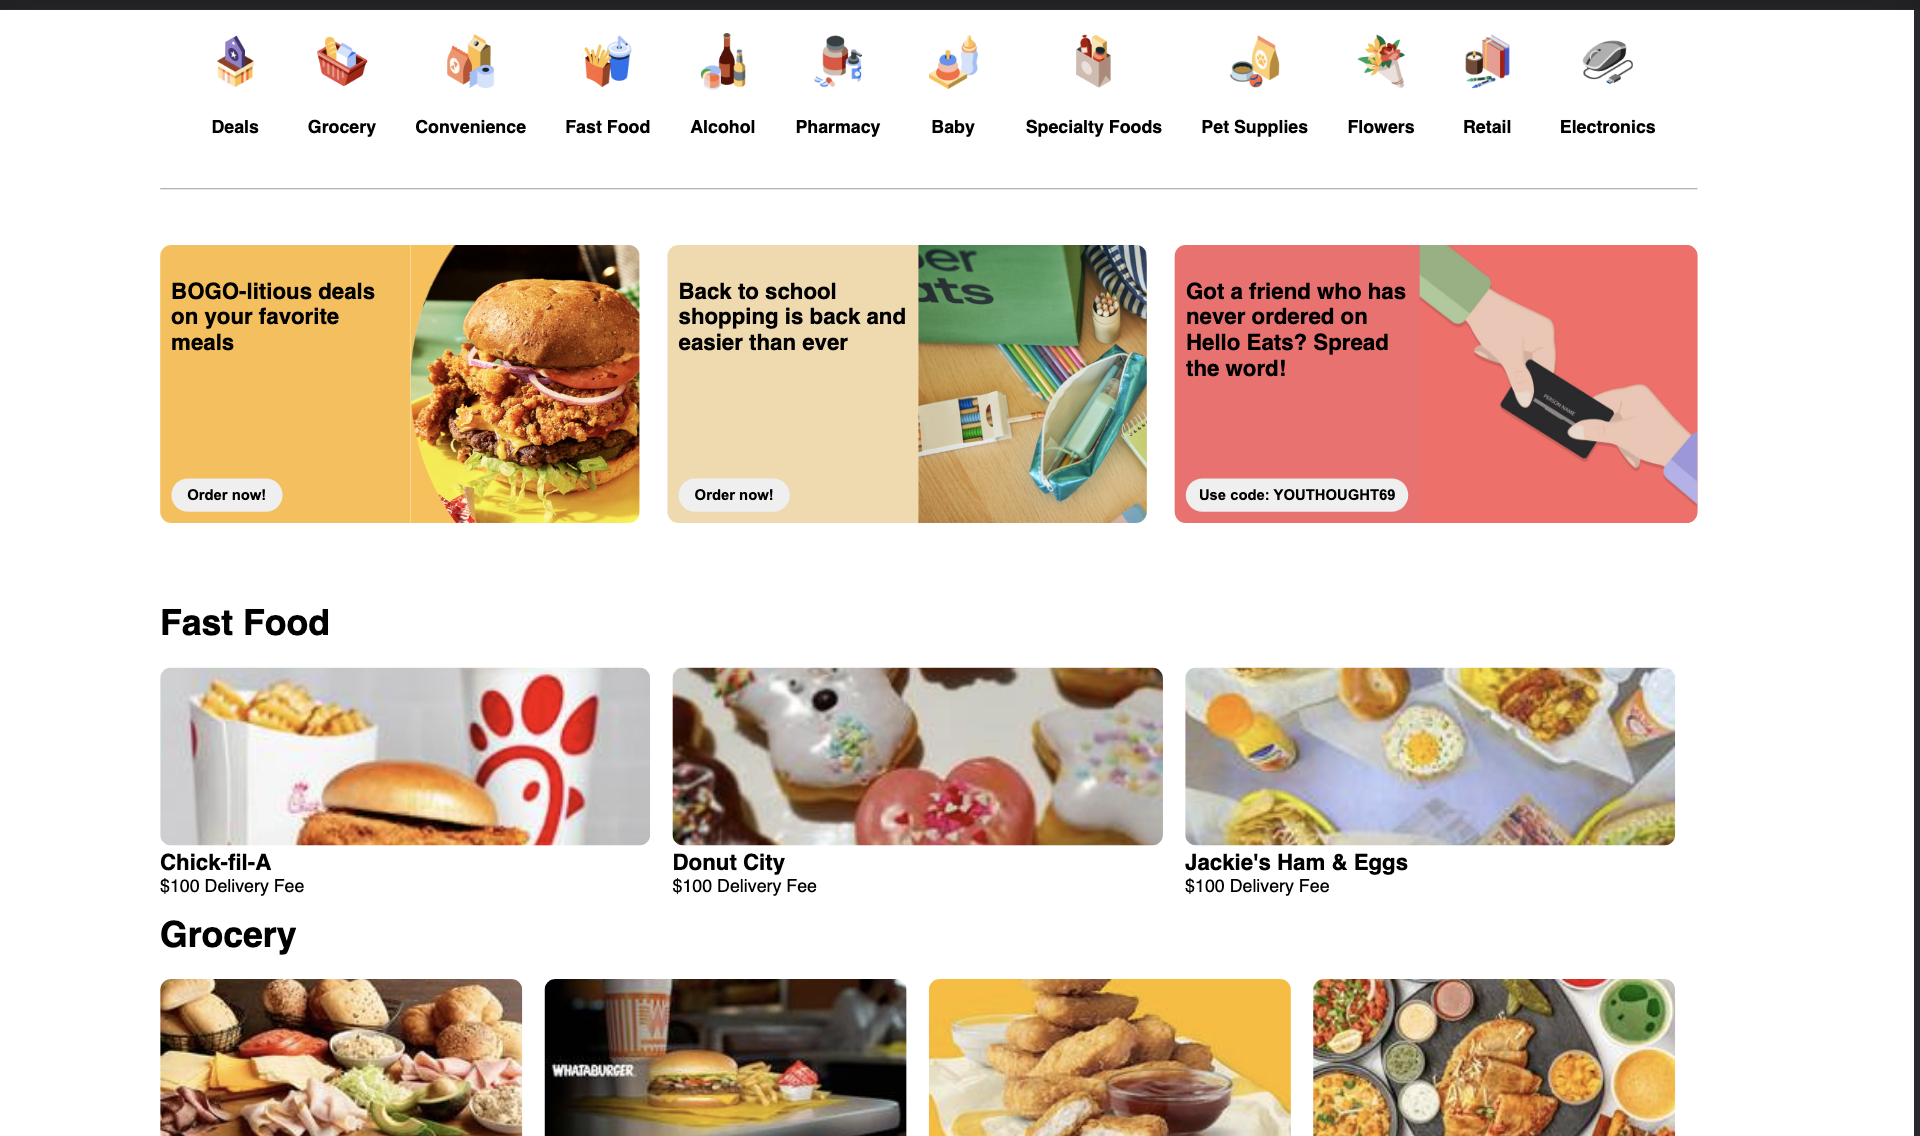 Deals
Grocery
Convenience
Fast Food
Alcohol
Pharmacy
Baby
Specialty Foods
Pet Supplies
Flowers
Retail
Electronics
BOGO-litious deals
on your favorite
meals
Order now!
Back to school
shopping is back and
easier than ever
Order now!
er
ats
Got a friend who has
never ordered on
Hello Eats? Spread
the word!
Use code: YOUTHOUGHT69
PERSON NAME
Fast Food
Chick-fil-A
$100 Delivery Fee
Donut City
$100 Delivery Fee
Jackie's Ham & Eggs
$100 Delivery Fee
Grocery
WHATABURGER